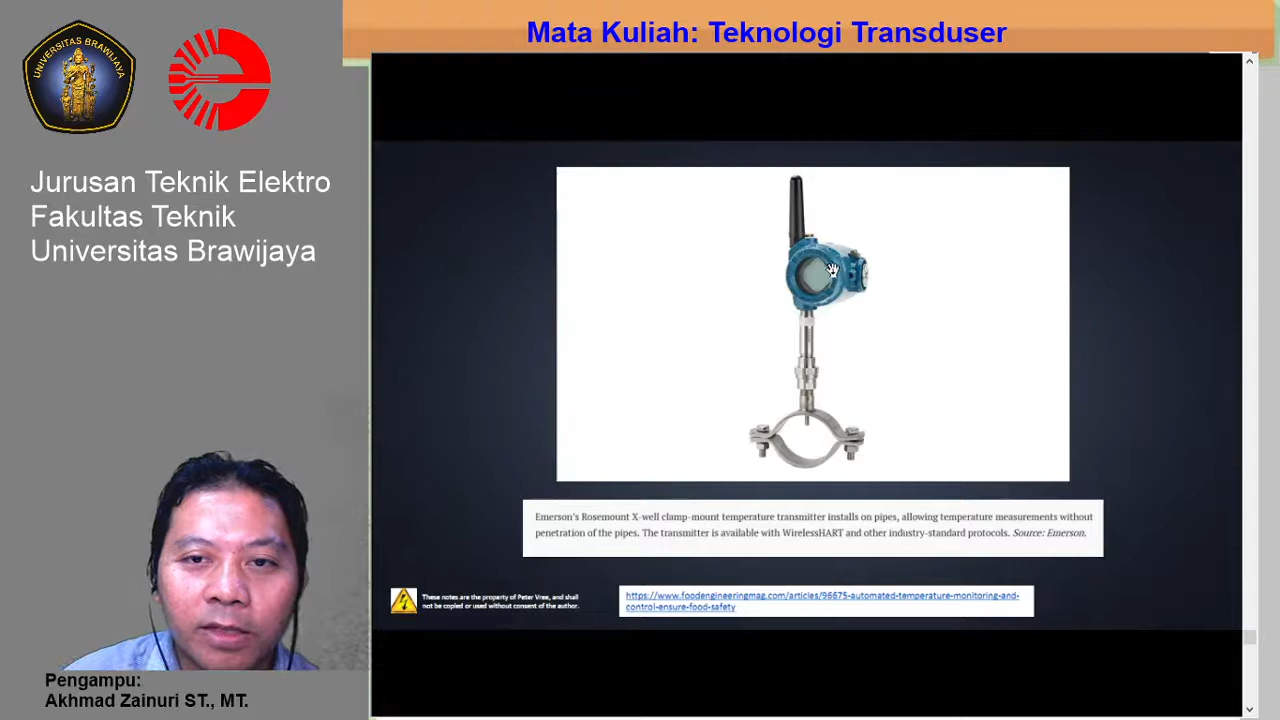 Mata Kuliah: Teknologi Transduser
UNIVERSITAS BRAWIJAYA
Jurusan Teknik Elektro
Fakultas Teknik
Universitas Brawijaya
Emerson's Rosemount X-well clamp-mount temperature transmitter installs on pipes, allowing temperature measurements without
penetration of the pipes. The transmitter is available with WirelessHART and other industry-standard protocols. Source: Emerson.
These notes are the property of Peter Vree, and shall
not be copied or used without consent of the author.
https://www.foodengineeringmag.com/articles/96675-automated-temperature-monitoring-and-
control-ensure-food-safety
Pengampu:
Akhmad Zainuri ST., MT.